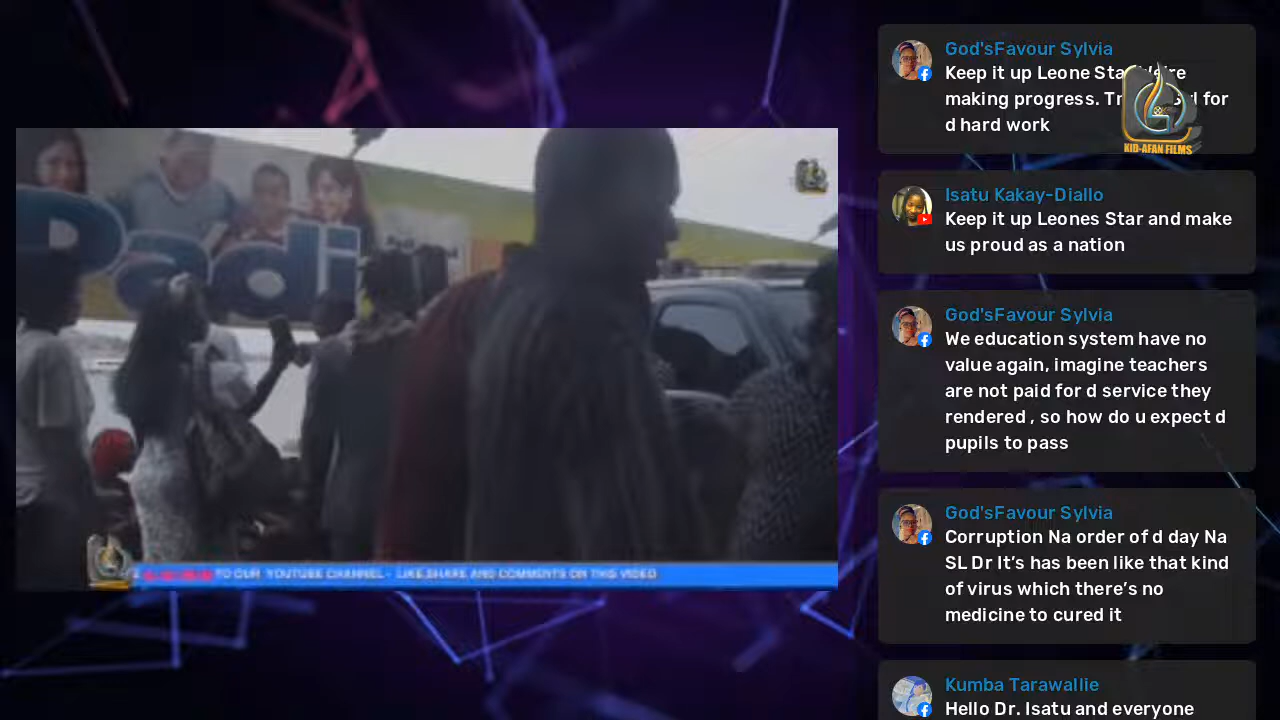 God'sFavour Sylvia
Keep it up Leone Star We're
making progress. for
d hard work
KID-AFAN FILMS
Isatu Kakay-Diallo
Keep it up Leones Star and make
us proud as a nation
God'sFavour Sylvia
We education system have no
value again, imagine teachers
are not paid for d service they
rendered , so how do u expect d
pupils to pass
God'sFavour Sylvia
Corruption Na order of d day Na
SL Dr It’s has been like that kind
of virus which there’s no
medicine to cured it
Kumba Tarawallie
Hello Dr. Isatu and everyone
Padi
TO OUR YOUTUBE CHANNEL - LIKE SHARE AND COMMENTS ON THIS VIDEO